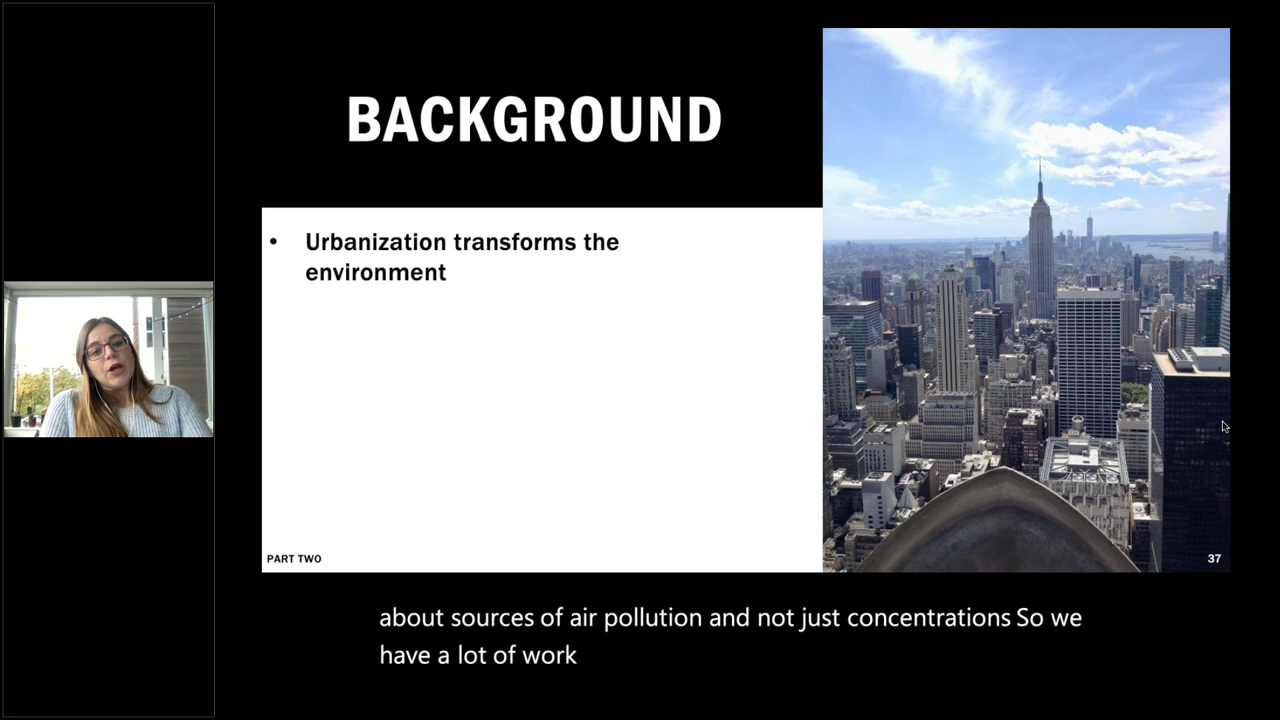 BACKGROUND
• Urbanization transforms the
environment
PART TWO
37
about sources of air pollution and not just concentrations So we
have a lot of work